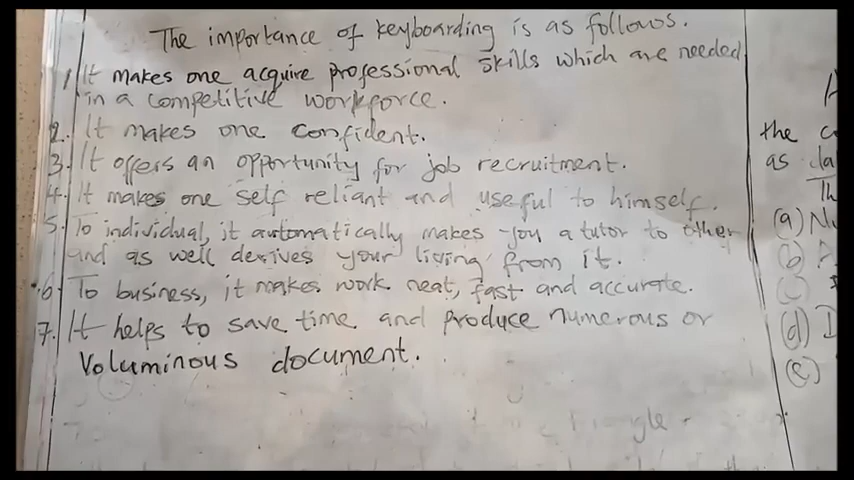 The importance of keyboarding is as follows.
1. It makes one acquire professional skills which are needed
in a competitive workforce.
2. It makes one confident.
3. It offers an opportunity for job recruitment.
4. It makes one self reliant and useful to himself.
5. To individual, it automatically makes you a tutor to other
and as well derives your living from it.
6. To business, it makes work neat, fast and accurate.
7. It helps to save time and produce numerous or
voluminous document.
the
as
Th
(a)
(b)
(c)
(d)
(e)